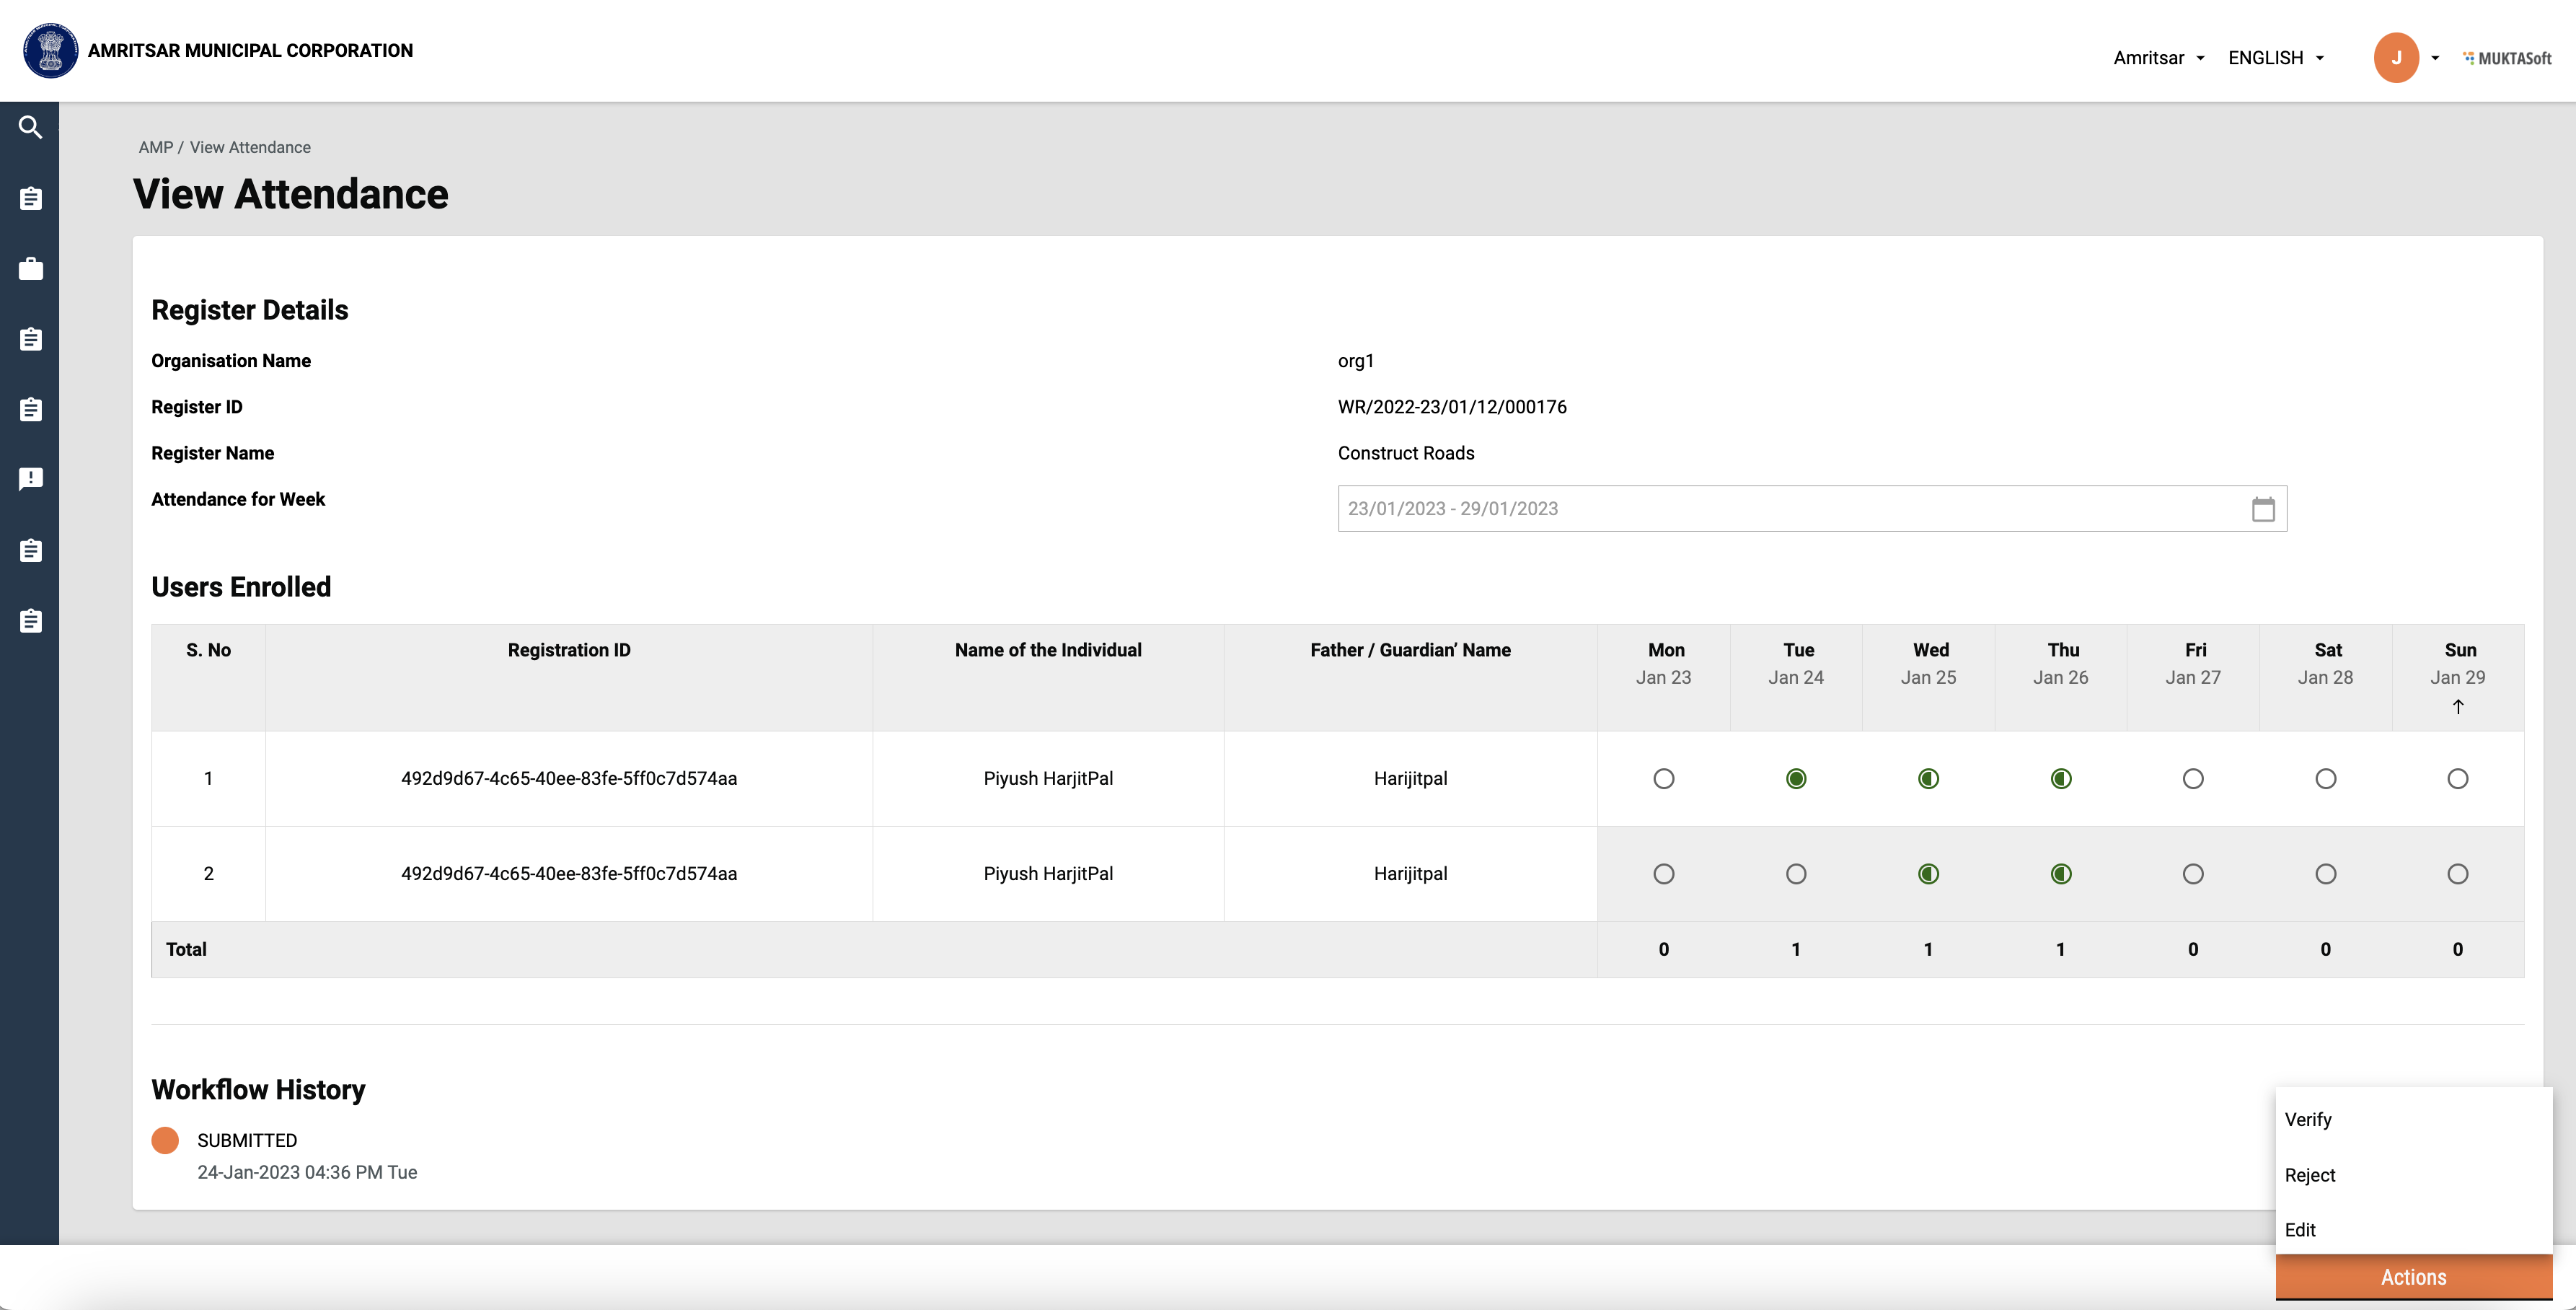 AMRITSAR MUNICIPAL CORPORATION
Amritsar ENGLISH J MUKTASoft
AMP / View Attendance
View Attendance
Register Details
Organisation Name org1
Register ID WR/2022-23/01/12/000176
Register Name Construct Roads
Attendance for Week 23/01/2023 - 29/01/2023
Users Enrolled
S. No Registration ID Name of the Individual Father / Guardian’ Name Mon Tue Wed Thu Fri Sat Sun
Jan 23 Jan 24 Jan 25 Jan 26 Jan 27 Jan 28 Jan 29
↑
1 492d9d67-4c65-40ee-83fe-5ff0c7d574aa Piyush HarjitPal Harijitpal
2 492d9d67-4c65-40ee-83fe-5ff0c7d574aa Piyush HarjitPal Harijitpal
Total 0 1 1 1 0 0 0
Workflow History
SUBMITTED
24-Jan-2023 04:36 PM Tue
Verify
Reject
Edit
Actions